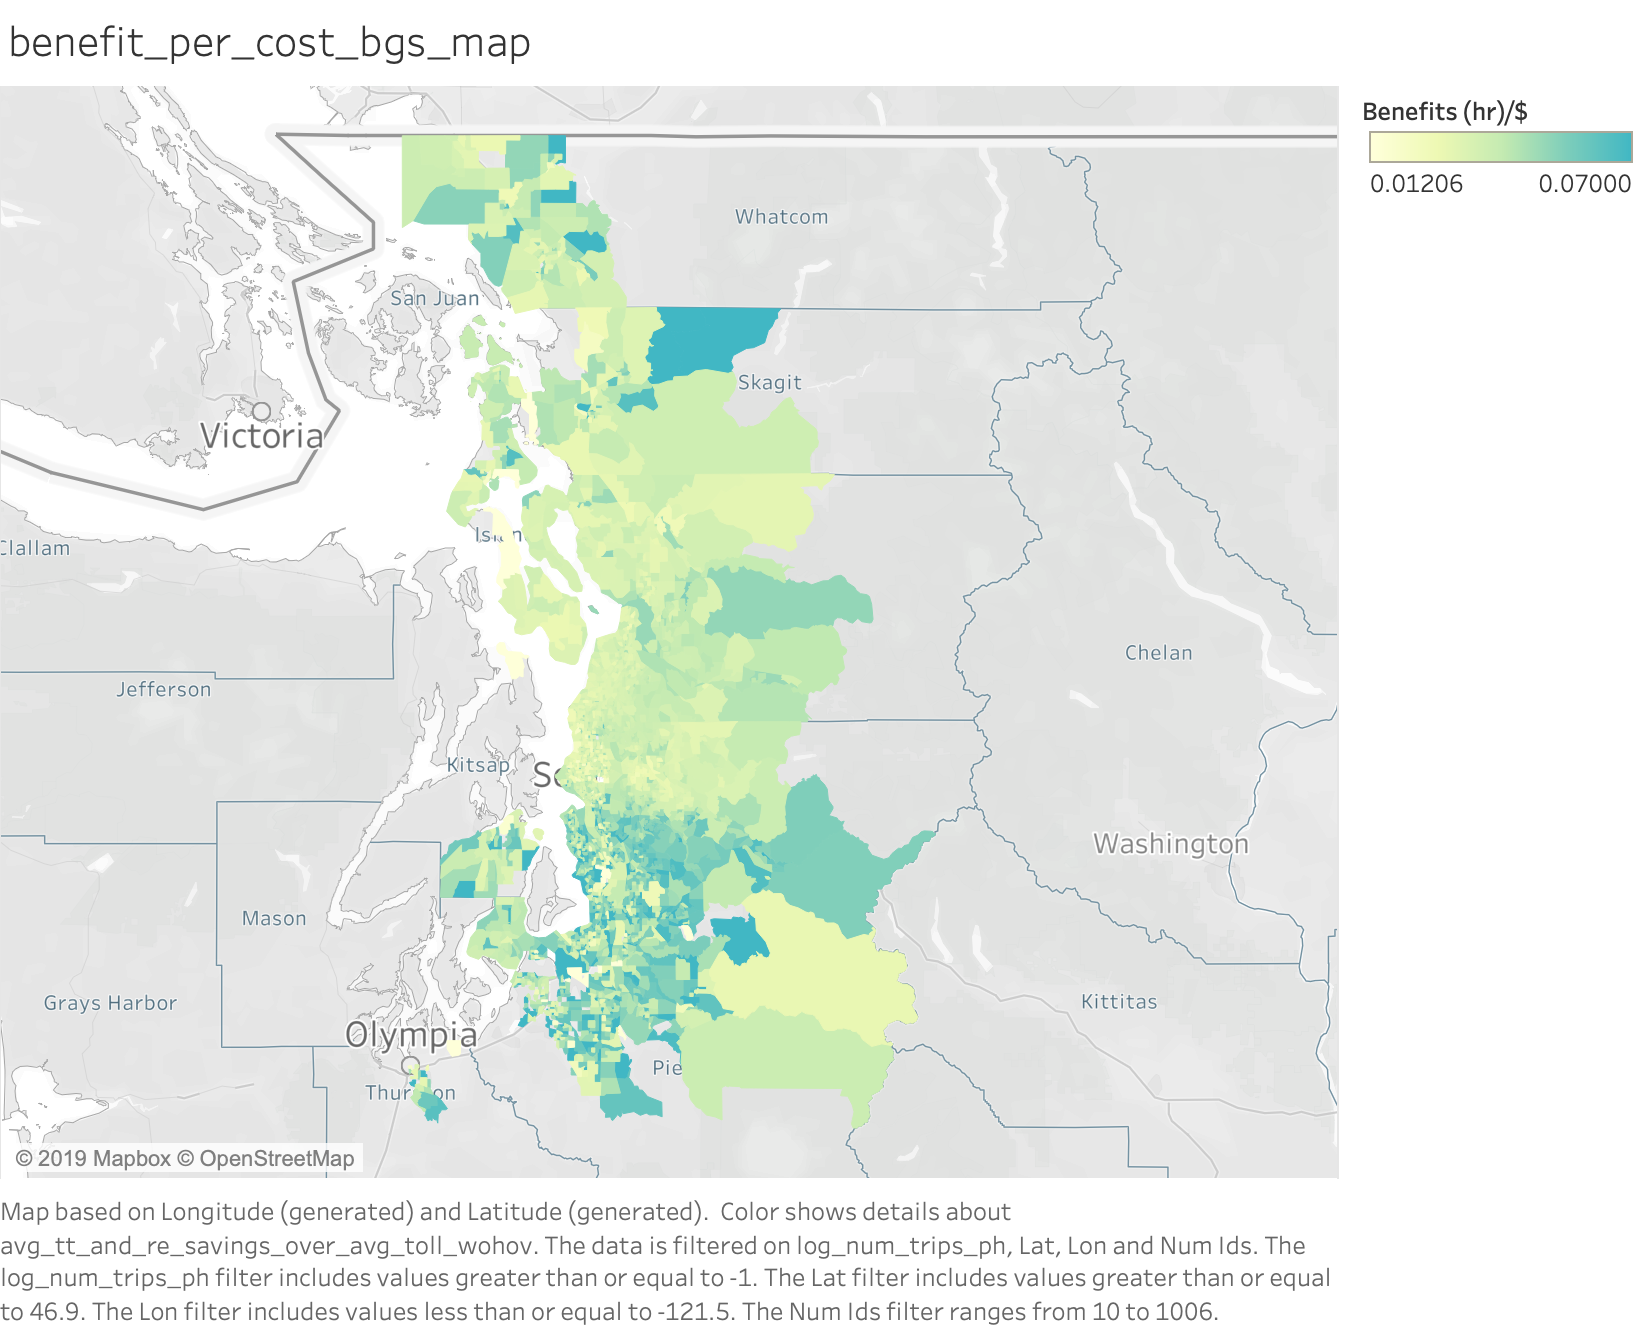 benefit_per_cost_bgs_map
Benefits (hr)/$
0.01206 0.07000
Whatcom
San Juan
Skagit
Victoria
Clallam
Chelan
Jefferson
Kitsap
Washington
Mason
Grays Harbor
Kittitas
Olympia
Pie
© 2019 Mapbox © OpenStreetMap
Map based on Longitude (generated) and Latitude (generated).  Color shows details about
avg_tt_and_re_savings_over_avg_toll_wohov. The data is filtered on log_num_trips_ph, Lat, Lon and Num Ids. The
log_num_trips_ph filter includes values greater than or equal to -1. The Lat filter includes values greater than or equal
to 46.9. The Lon filter includes values less than or equal to -121.5. The Num Ids filter ranges from 10 to 1006.